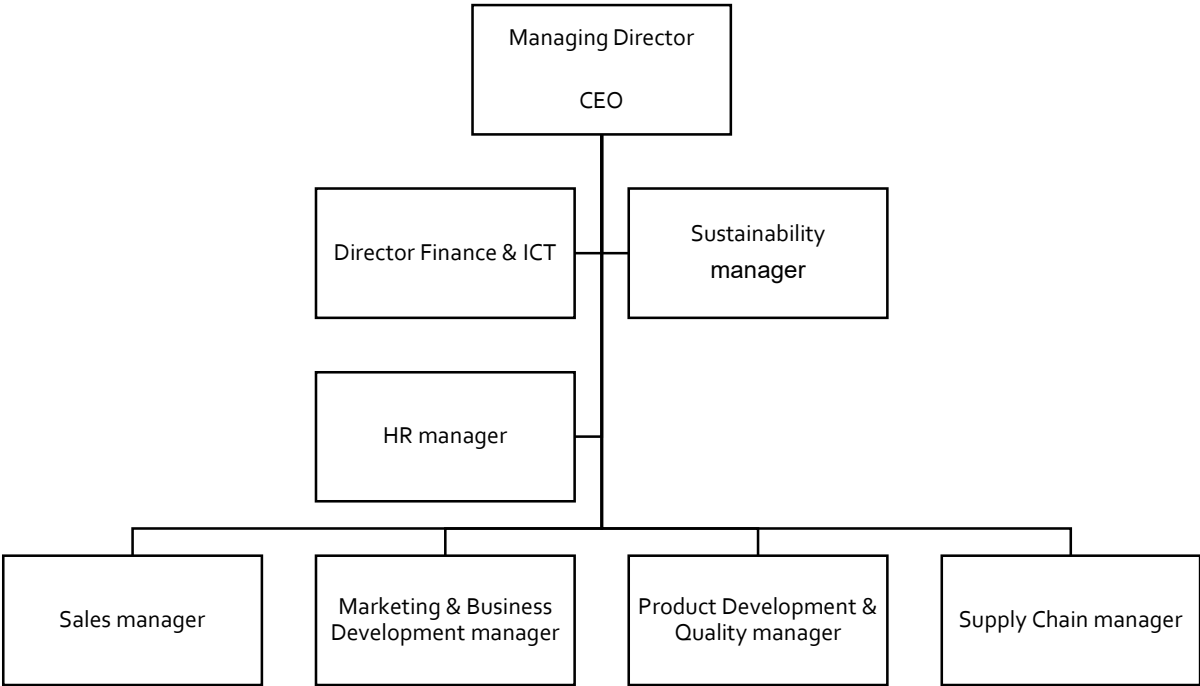 Managing Director
CEO
Director Finance & ICT
Sustainability
manager
HR manager
Sales manager
Marketing & Business
Development manager
Product Development &
Quality manager
Supply Chain manager